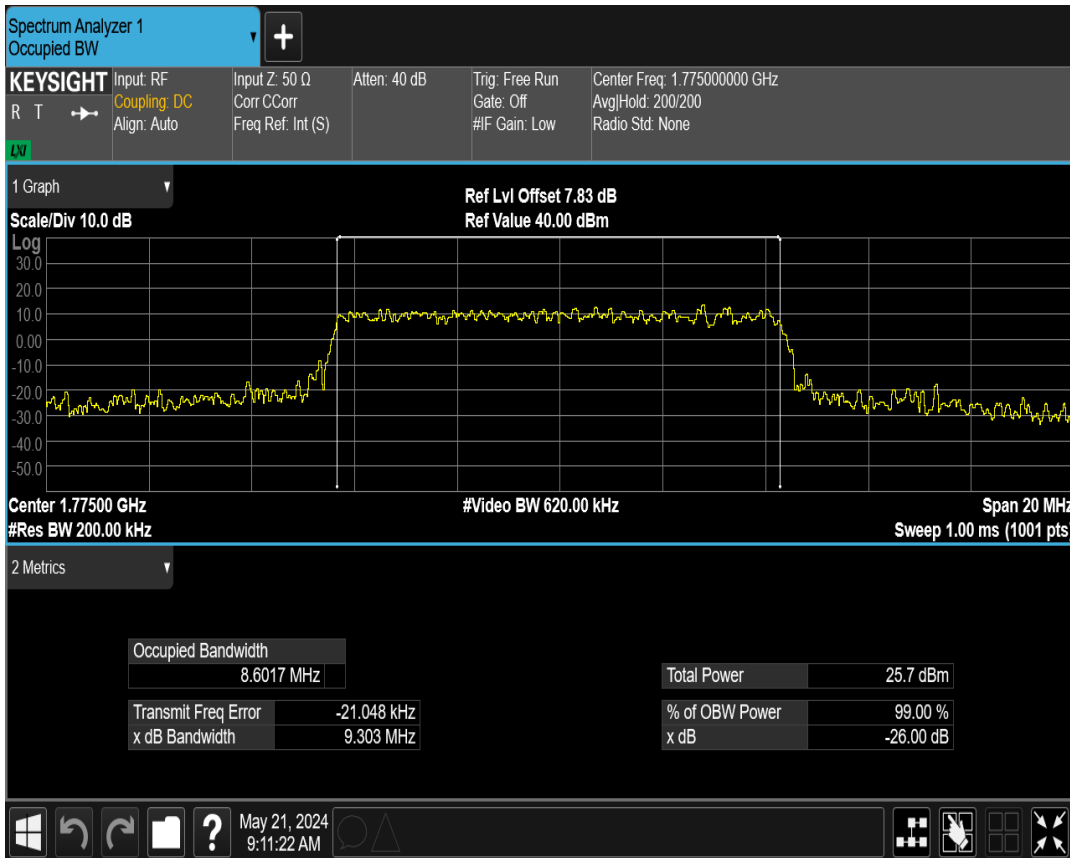 Spectrum Analyzer 1
Occupied BW
+
KEYSIGHT
R T
LXI
Input: RF
Coupling: DC
Align: Auto
Input Z: 50 Ω
Corr CCorr
Freq Ref: Int (S)
Atten: 40 dB
Trig: Free Run
Gate: Off
#IF Gain: Low
Center Freq: 1.775000000 GHz
Avg|Hold: 200/200
Radio Std: None
1 Graph
Scale/Div 10.0 dB
Ref Lvl Offset 7.83 dB
Ref Value 40.00 dBm
Log
30.0
20.0
10.0
0.00
-10.0
-20.0
-30.0
-40.0
-50.0
Center 1.77500 GHz
#Res BW 200.00 kHz
#Video BW 620.00 kHz
Span 20 MHz
Sweep 1.00 ms (1001 pts)
2 Metrics
Occupied Bandwidth
8.6017 MHz
Transmit Freq Error -21.048 kHz
x dB Bandwidth 9.303 MHz
Total Power 25.7 dBm
% of OBW Power 99.00 %
x dB -26.00 dB
?
May 21, 2024
9:11:22 AM